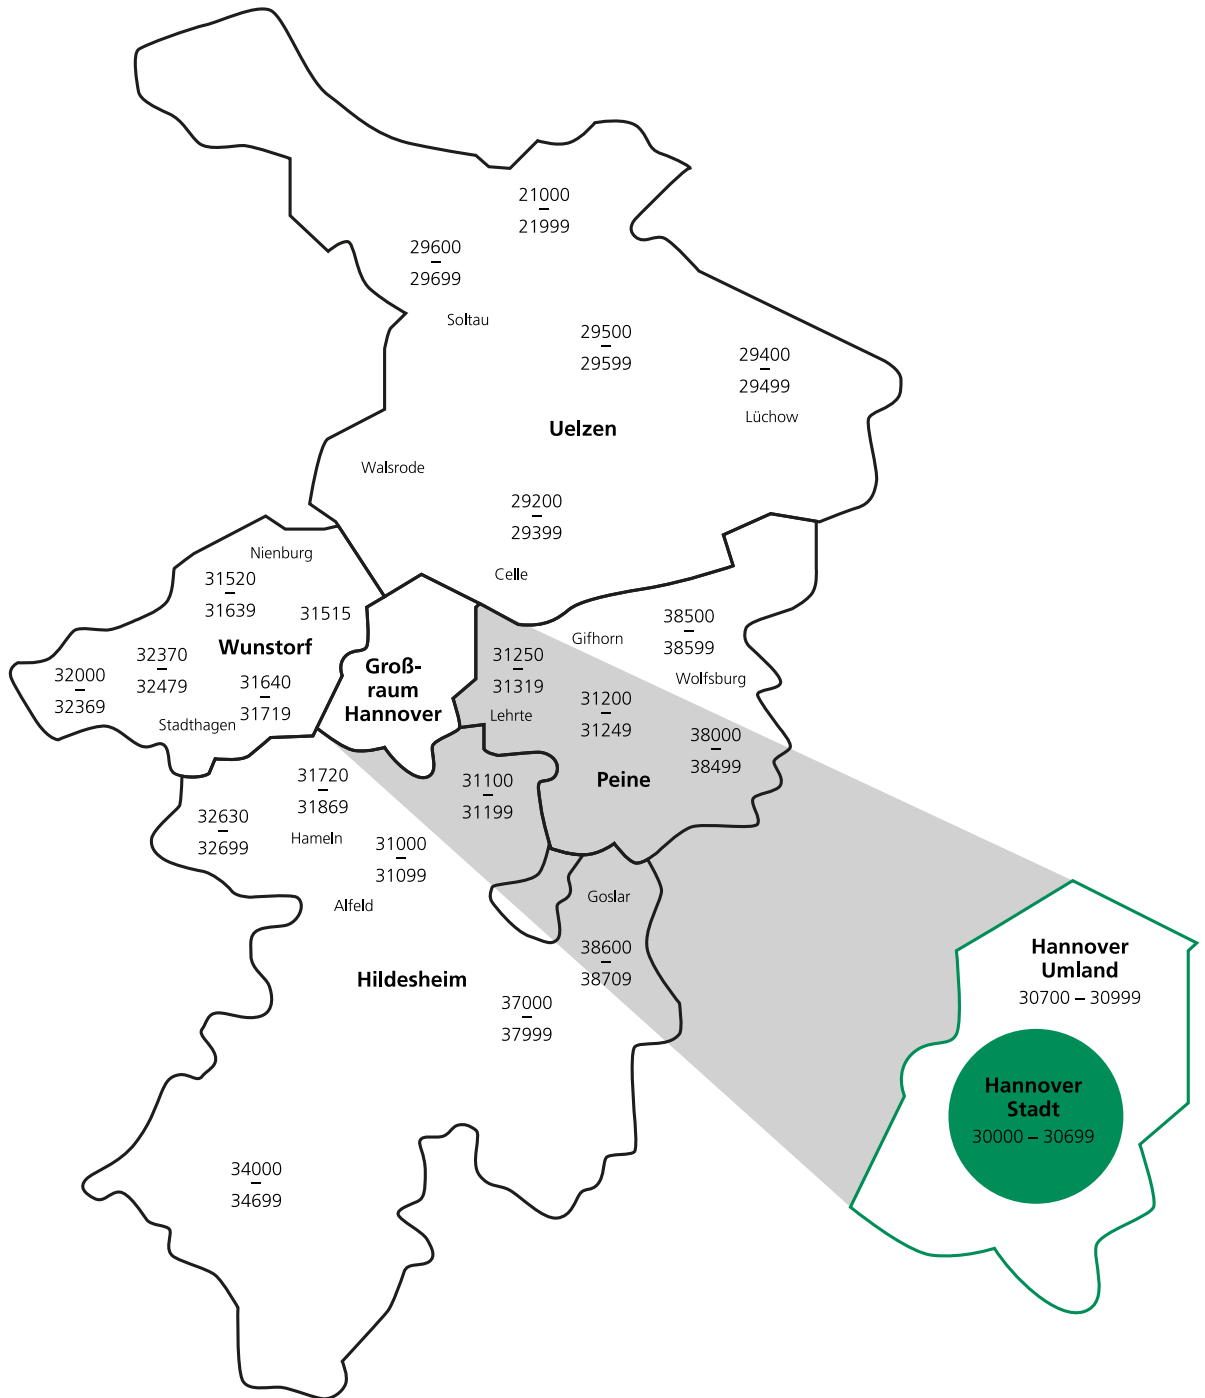 21000
–
21999
29600
–
29699
Soltau
29500
–
29599
29400
–
29499
Lüchow
Uelzen
Walsrode
29200
–
29399
Celle
Nienburg
31520
–
31639
31515
Wunstorf
32370
–
32479
32000
–
32369
31640
–
31719
Stadthagen
Groß-
raum
Hannover
38500
–
38599
Gifhorn
Wolfsburg
31250
–
31319
Lehrte
31200
–
31249
38000
–
38499
Peine
31720
–
31869
31100
–
31199
32630
–
32699
Hameln
31000
–
31099
Alfeld
Goslar
38600
–
38709
Hildesheim
37000
–
37999
34000
–
34699
Hannover
Umland
30700 – 30999
Hannover
Stadt
30000 – 30699